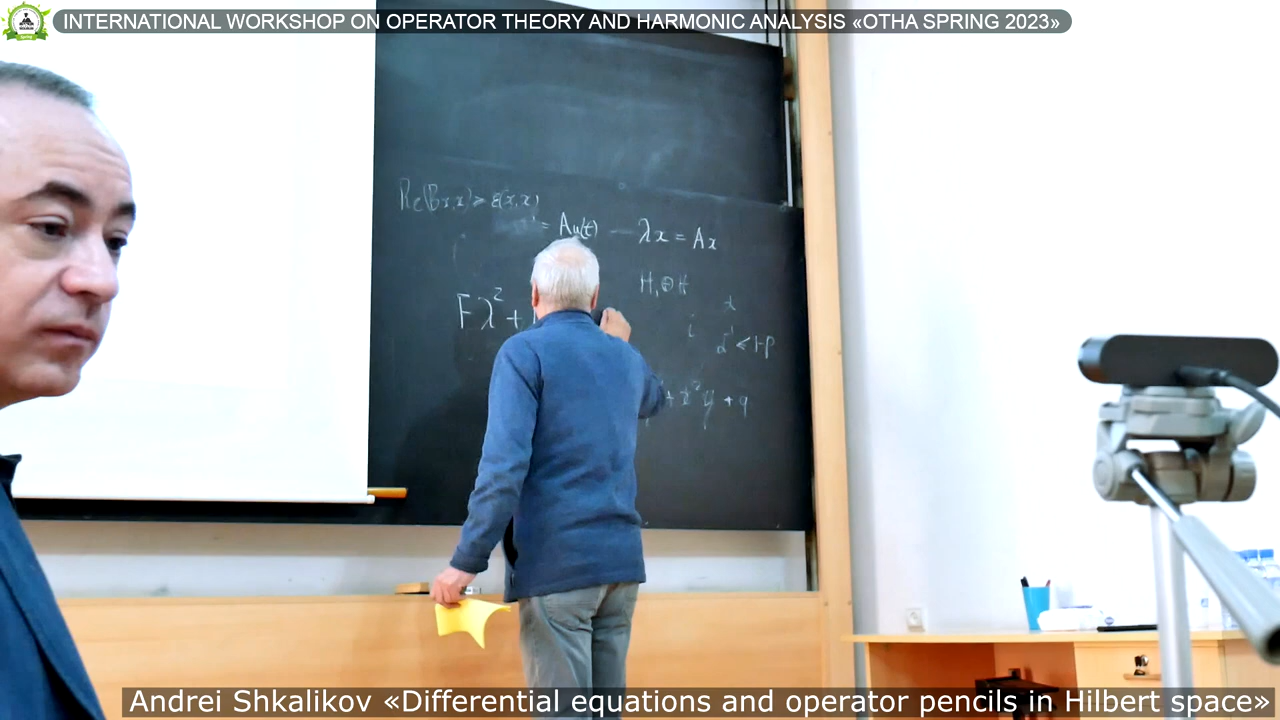 INTERNATIONAL WORKSHOP ON OPERATOR THEORY AND HARMONIC ANALYSIS «OTHA SPRING 2023»
Re(Bx,x) ⩾ ε(x,x)
= Au(t) — λx = Ax
H₁⊕H
Fλ² +
x
i
α' ⩽ 1-p
+ y + q
Andrei Shkalikov «Differential equations and operator pencils in Hilbert space»